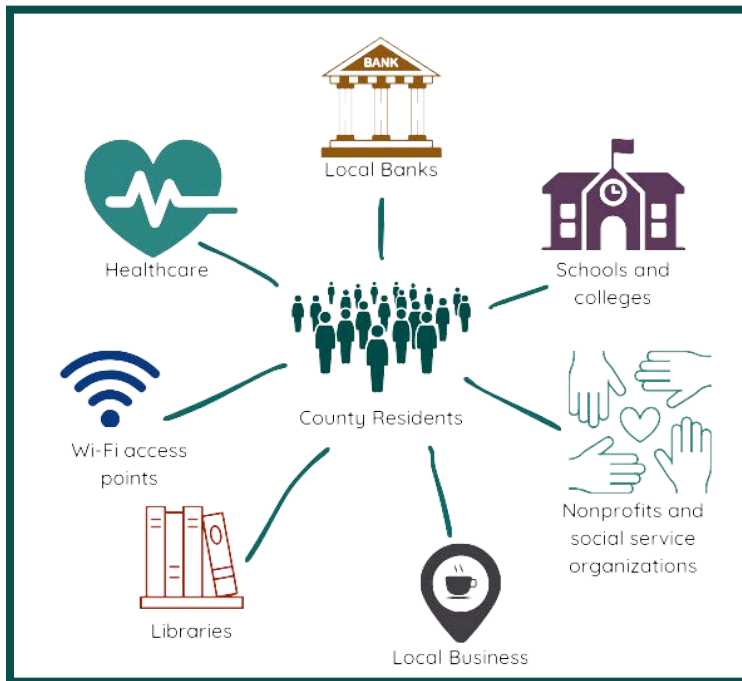 BANK
Local Banks
Healthcare
Schools and
colleges
County Residents
Wi-Fi access
points
Nonprofits and
social service
organizations
Libraries
Local Business